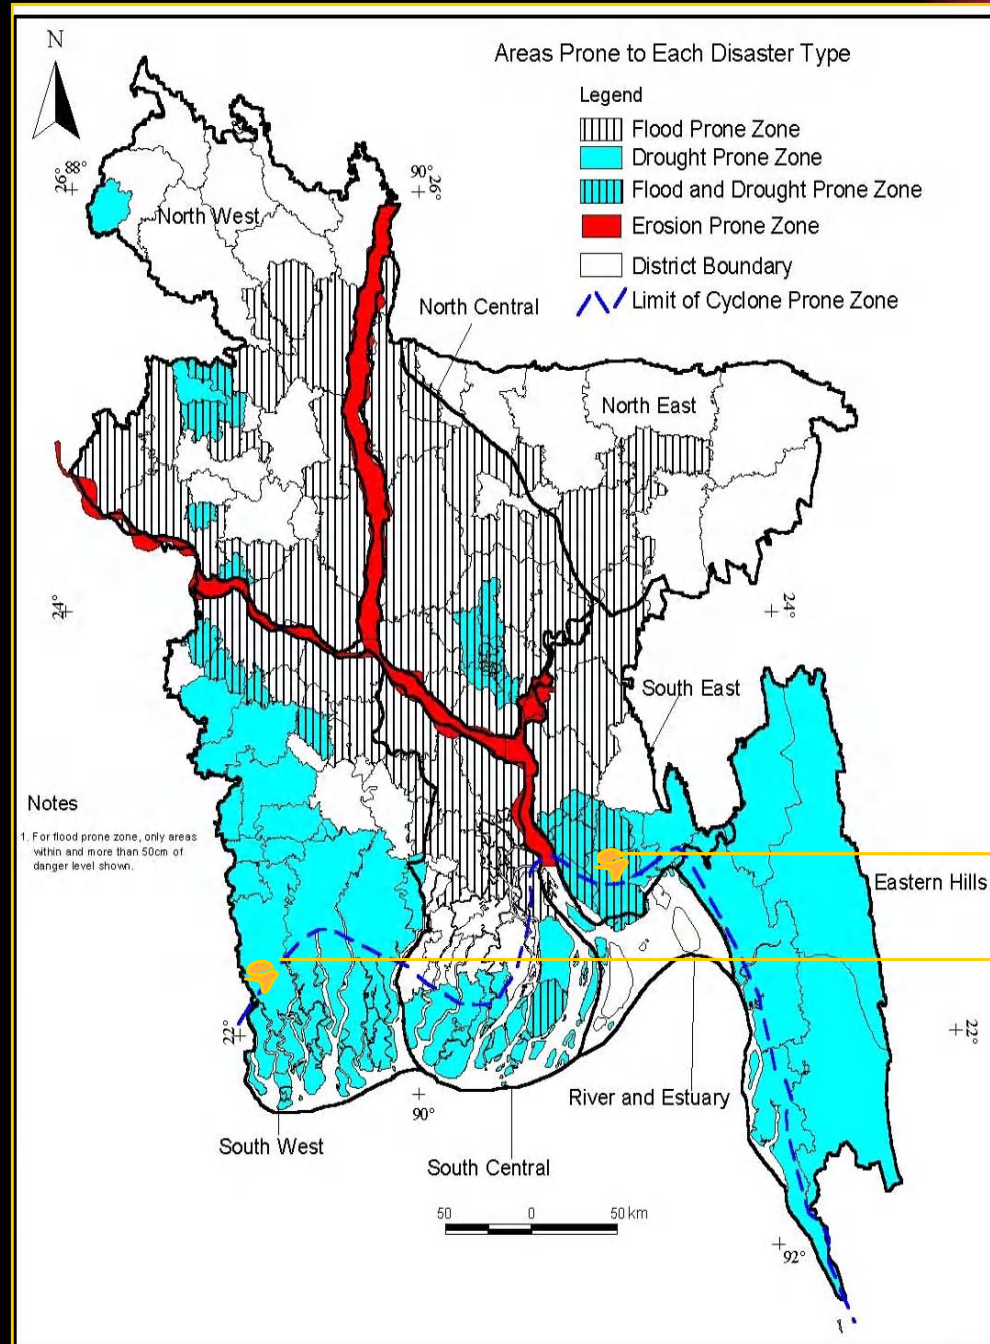 N
Areas Prone to Each Disaster Type
Legend
Flood Prone Zone
Drought Prone Zone
Flood and Drought Prone Zone
Erosion Prone Zone
District Boundary
Limit of Cyclone Prone Zone
26° 88°
90° 26°
North West
North Central
North East
24°
24°
South East
Notes
1. For flood prone zone, only areas
within and more than 50cm of
danger level shown.
Eastern Hills
22°
22°
90°
River and Estuary
South West
South Central
50 0 50 km
92°